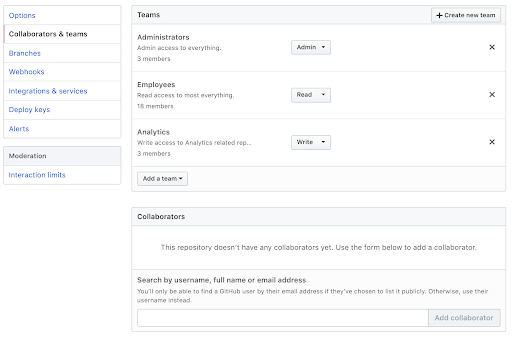 Options
Collaborators & teams
Branches
Webhooks
Integrations & services
Deploy keys
Alerts
Moderation
Interaction limits
Teams
Create new team
Administrators
Admin access to everything.
3 members
Admin
Employees
Read access to most everything.
18 members
Read
Analytics
Write access to Analytics related rep...
3 members
Write
Add a team
Collaborators
This repository doesn't have any collaborators yet. Use the form below to add a collaborator.
Search by username, full name or email address
You'll only be able to find a GitHub user by their email address if they've chosen to list it publicly. Otherwise, use their
username instead.
Add collaborator